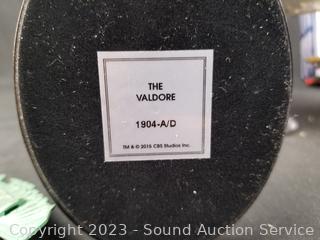 THE
VALDORE
1904-A/D
TM & © 2015 CBS Studios Inc.
Copyright 2023 - Sound Auction Service